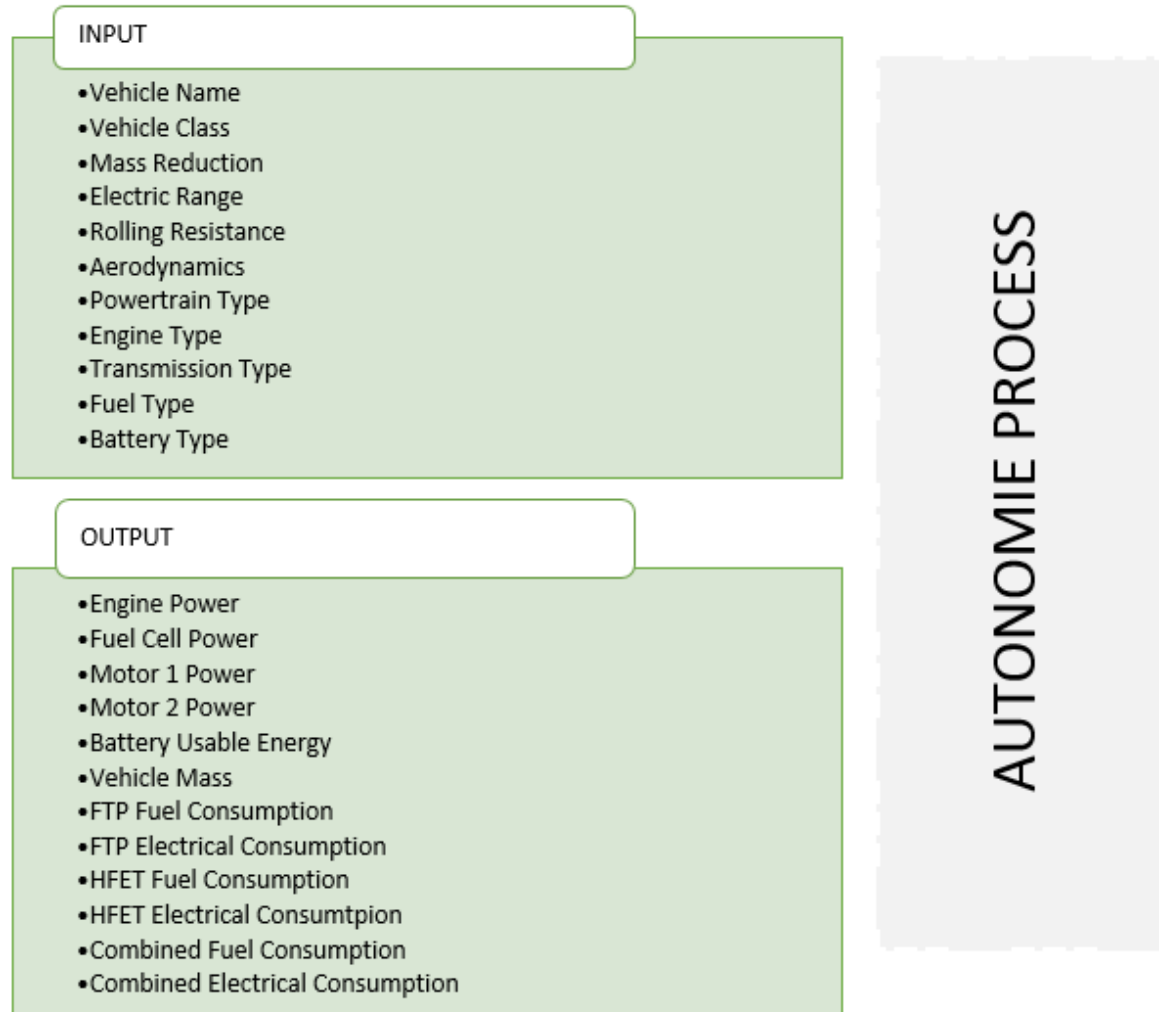 INPUT
•Vehicle Name
•Vehicle Class
•Mass Reduction
•Electric Range
•Rolling Resistance
•Aerodynamics
•Powertrain Type
•Engine Type
•Transmission Type
•Fuel Type
•Battery Type
OUTPUT
•Engine Power
•Fuel Cell Power
•Motor 1 Power
•Motor 2 Power
•Battery Usable Energy
•Vehicle Mass
•FTP Fuel Consumption
•FTP Electrical Consumption
•HFET Fuel Consumption
•HFET Electrical Consumtpion
•Combined Fuel Consumption
•Combined Electrical Consumption
AUTONOMIE PROCESS